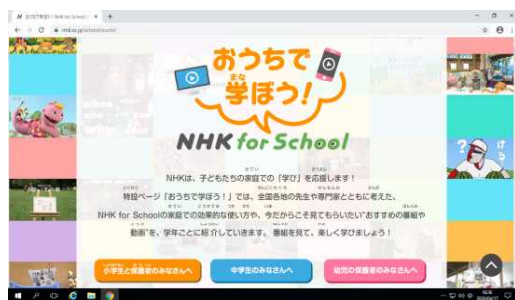 おうちで
学ぼう!
まな
NHK for School
NHKは、子どもたちの家庭での「学び」を応援します!
特設ページ「おうちで学ぼう!」では、全国各地の先生や専門家とともに考えた、
NHK for Schoolの家庭での効果的な使い方や、今だからこそ見てもらいたい"おすすめの番組や
動画"を、学年ごとに紹介していきます。 番組を見て、楽しく学びましょう!
小学生と保護者のみなさんへ
中学生のみなさんへ
幼児の保護者のみなさんへ
?
ける